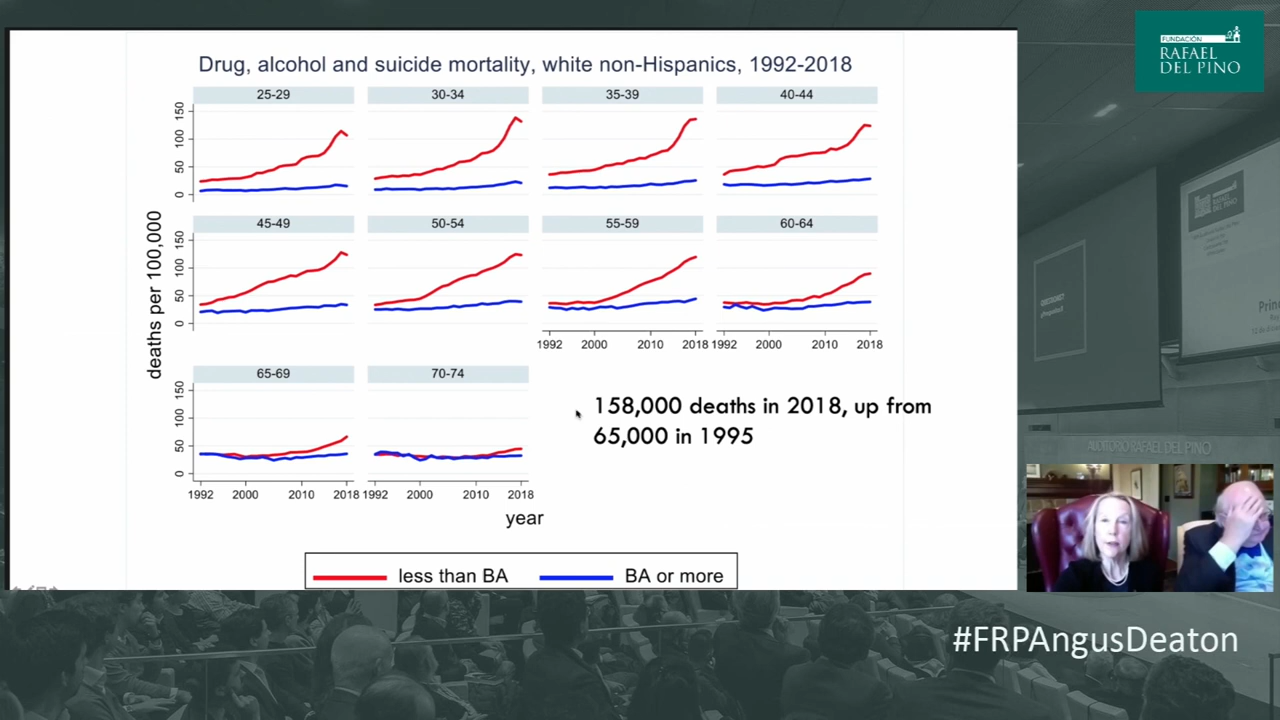 FUNDACIÓN
RAFAEL
DEL PINO
Drug, alcohol and suicide mortality, white non-Hispanics, 1992-2018
25-29
30-34
35-39
40-44
150
100
50
0
45-49
50-54
55-59
60-64
150
100
50
0
deaths per 100,000
1992 2000 2010 2018
1992 2000 2010 2018
65-69
70-74
150
100
50
0
158,000 deaths in 2018, up from
65,000 in 1995
1992 2000 2010 2018
1992 2000 2010 2018
year
less than BA
BA or more
AUDITORIO RAFAEL DEL PINO
#FRPAngusDeaton